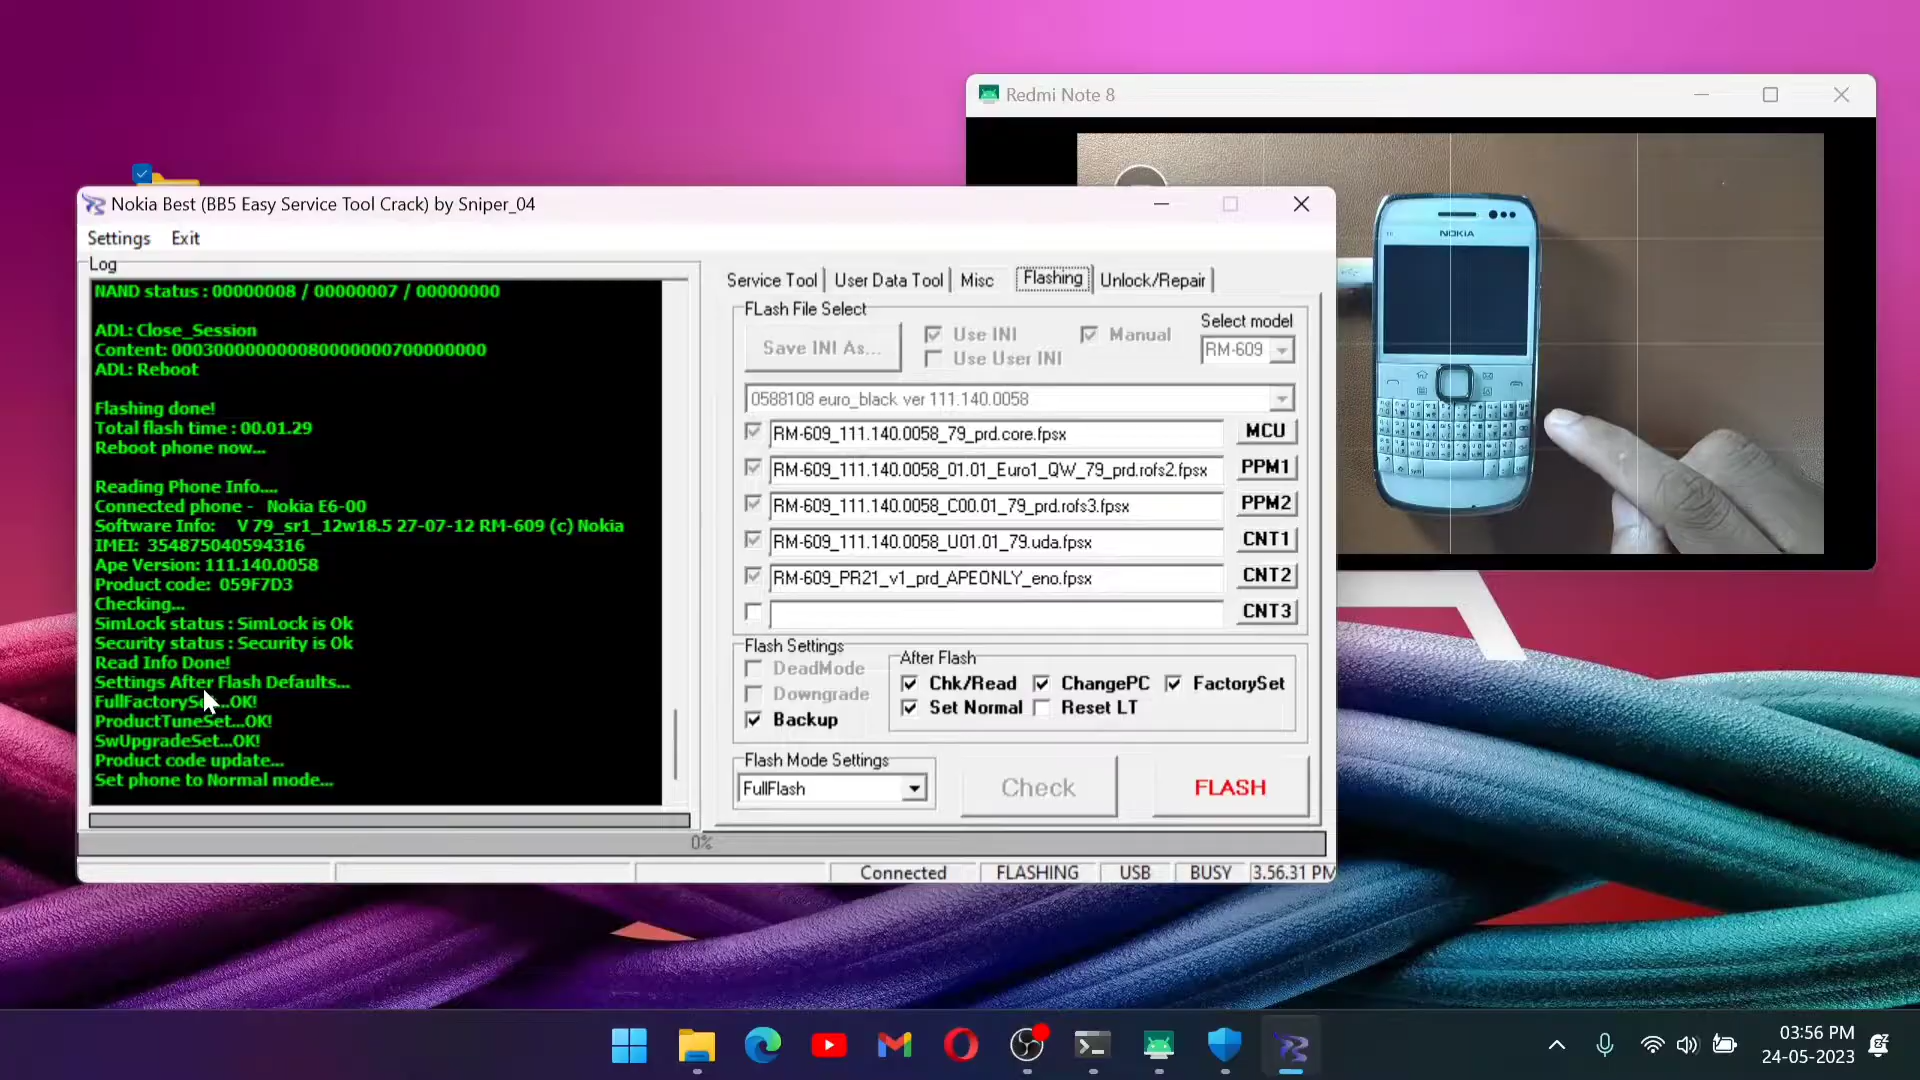 Redmi Note 8
NOKIA
Nokia Best (BB5 Easy Service Tool Crack) by Sniper_04
Settings Exit
Log
NAND status : 00000008 / 00000007 / 00000000
ADL: Close_Session
Content: 00030000000008000000070000000​0
ADL: Reboot
Flashing done!
Total flash time : 00.01.29
Reboot phone now...
Reading Phone Info....
Connected phone - Nokia E6-00
Software Info: V 79_sr1_12w18.5 27-07-12 RM-609 (c) Nokia
IMEI: 354875040594316
Ape Version: 111.140.0058
Product code: 059F7D3
Checking...
SimLock status : SimLock is Ok
Security status : Security is Ok
Read Info Done!
Settings After Flash Defaults...
FullFactorySet...OK!
ProductTuneSet...OK!
SwUpgradeSet...OK!
Product code update...
Set phone to Normal mode...
Service Tool User Data Tool Misc Flashing Unlock/Repair
FLash File Select
Save INI As...
Use INI
Manual
Use User INI
Select model
RM-609
0588108 euro_black ver 111.140.0058
RM-609_111.140.0058_79_prd.core.fpsx MCU
RM-609_111.140.0058_01.01_Euro1_QW_79_prd.rofs2.fpsx PPM1
RM-609_111.140.0058_C00.01_79_prd.rofs3.fpsx PPM2
RM-609_111.140.0058_U01.01_79.uda.fpsx CNT1
RM-609_PR21_v1_prd_APEONLY_eno.fpsx CNT2
CNT3
Flash Settings
DeadMode
Downgrade
Backup
After Flash
Chk/Read ChangePC FactorySet
Set Normal Reset LT
Flash Mode Settings
FullFlash
Check
FLASH
0%
Connected FLASHING USB BUSY 3.56.31 PM
03:56 PM
24-05-2023